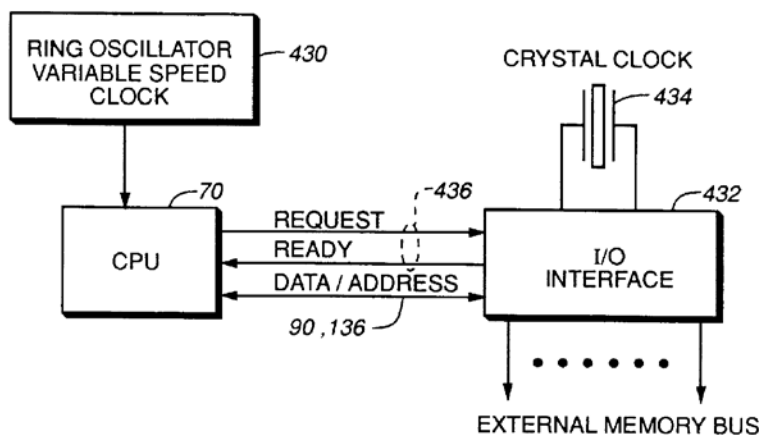 RING OSCILLATOR
VARIABLE SPEED
CLOCK
430
CRYSTAL CLOCK
434
70
CPU
REQUEST
436
READY
DATA / ADDRESS
90 ,136
432
I/O
INTERFACE
EXTERNAL MEMORY BUS